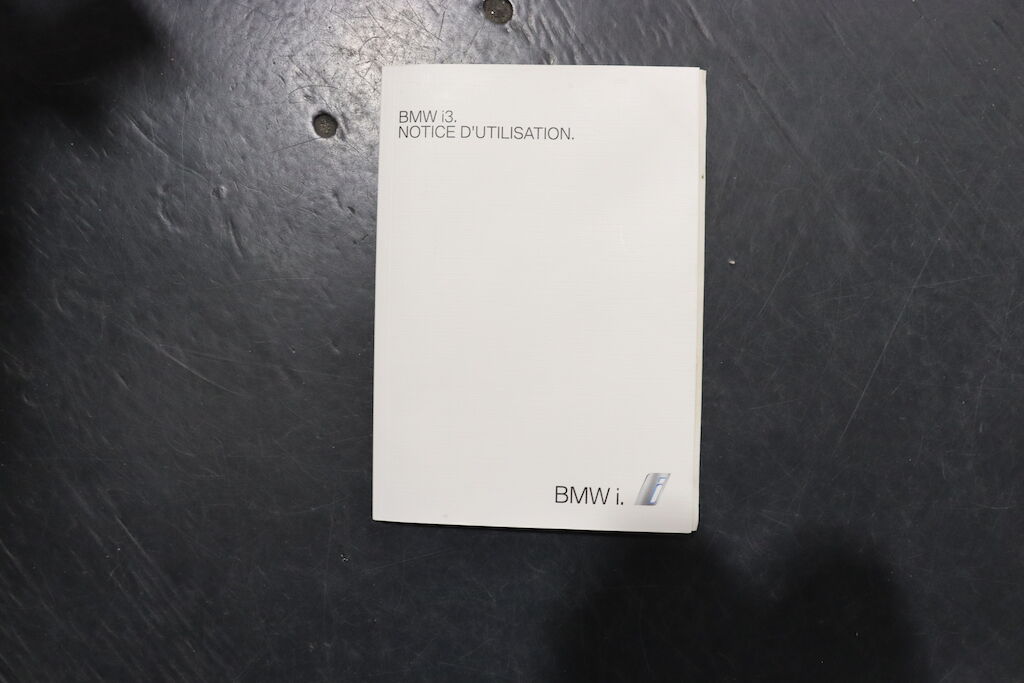 BMW i3.
NOTICE D'UTILISATION.
BMW i. i